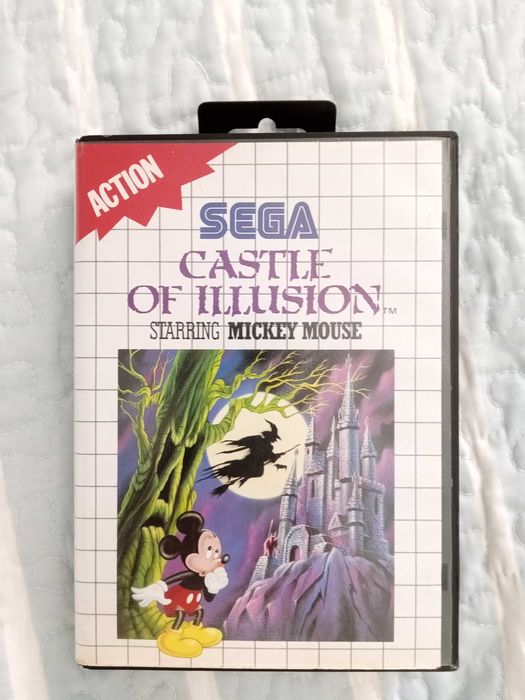 ACTION
SEGA
CASTLE
OF ILLUSION™
STARRING MICKEY MOUSE